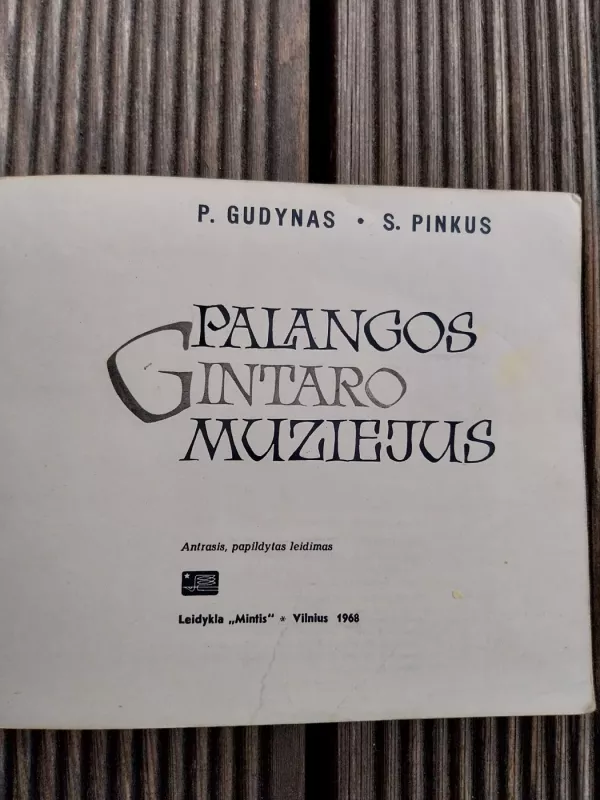 P. GUDYNAS • S. PINKUS
PALANGOS
GINTARO
MUZIEJUS
Antrasis, papildytas leidimas
Leidykla „Mintis“ * Vilnius 1968